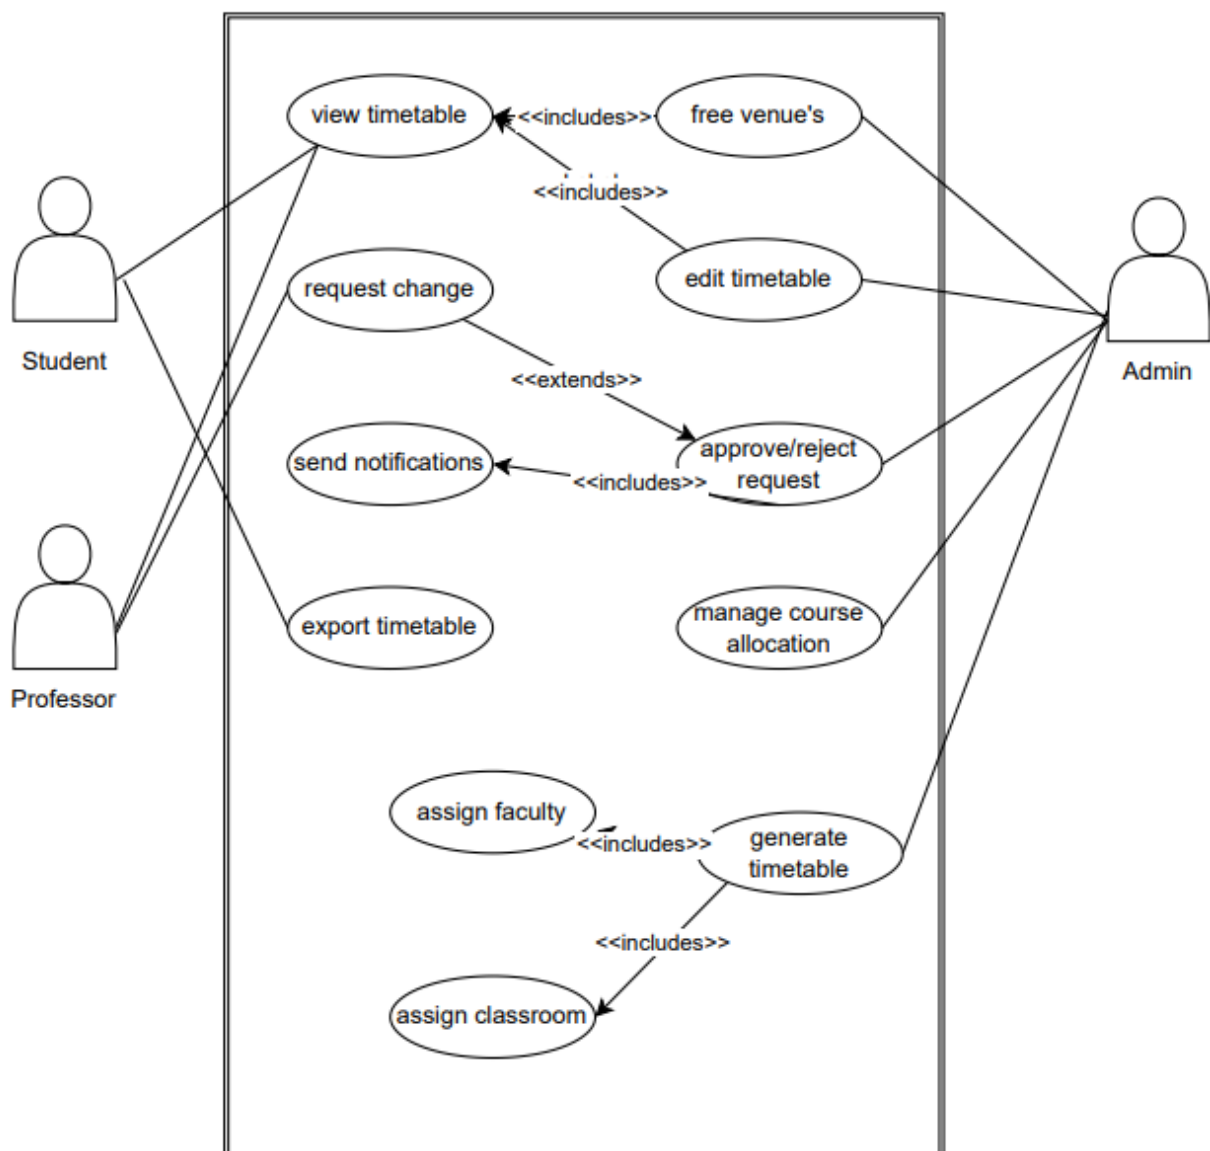 view timetable
<<includes>>
free venue's
<<includes>>
request change
edit timetable
Student
<<extends>>
Admin
send notifications
<<includes>>
approve/reject
request
export timetable
manage course
allocation
Professor
assign faculty
<<includes>>
generate
timetable
<<includes>>
assign classroom